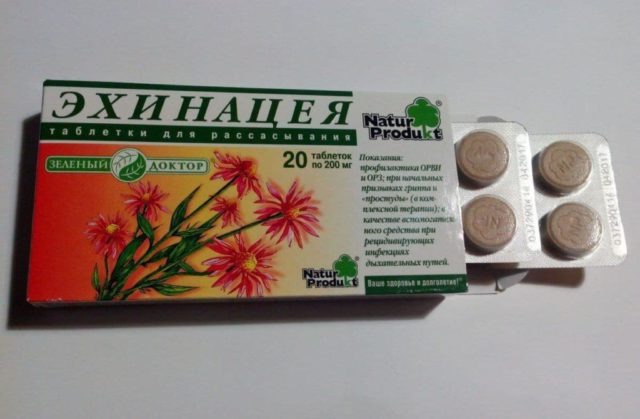 ЭХИНАЦЕЯ
таблетки для рассасывания
ЗЕЛЕНЫЙ ДОКТОР
20 таблеток
по 200 мг
Natur
Produkt
Показания:
профилактика ОРВИ
и ОРЗ; при начальных
признаках гриппа и
«простуды» (в ком-
плексной терапии); в
качестве вспомогатель-
ного средства при
рецидивирующих
инфекциях
дыхательных путей.
Natur
Produkt
Ваше здоровье и долголетие!